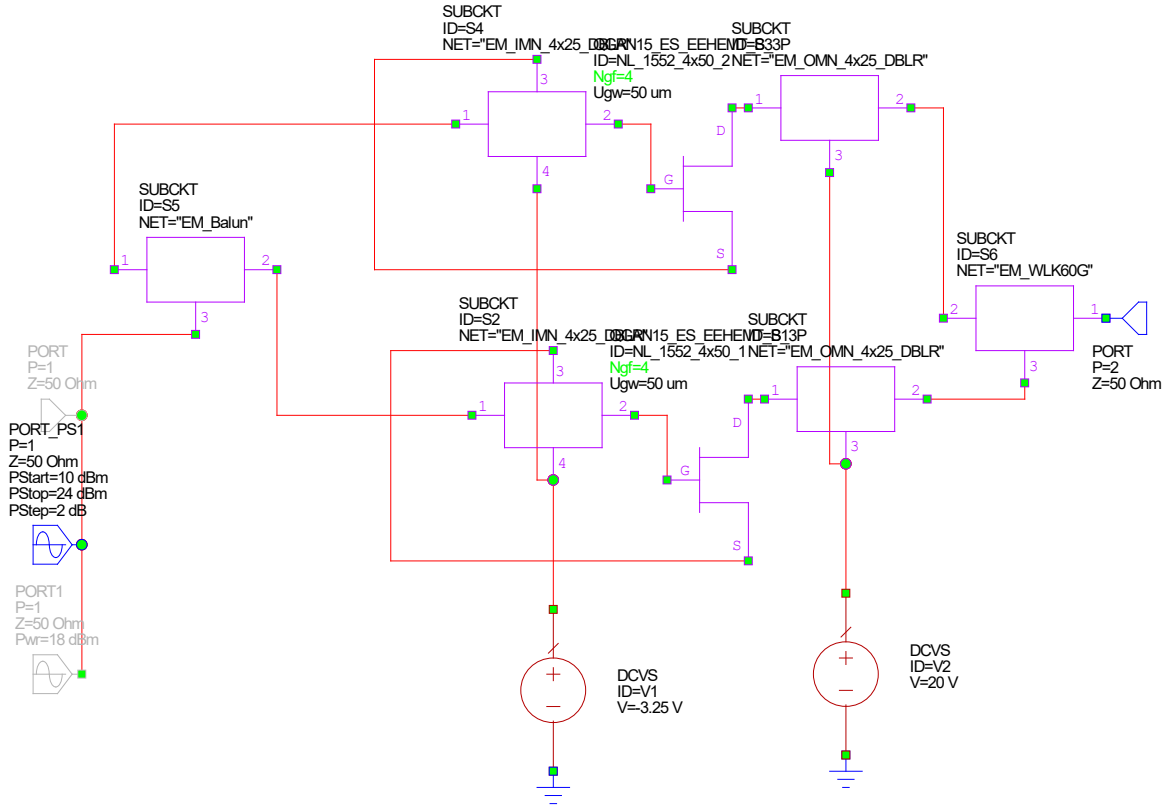 SUBCKT
ID=S4
SUBCKT
ID=NL_1552_4x50_2
NET="EM_OMN_4x25_DBLR"
Ngf=4
Ugw=50 um
3
1
2
4
G
D
S
1
2
3
SUBCKT
ID=S5
NET="EM_Balun"
1
2
3
SUBCKT
ID=S6
NET="EM_WLK60G"
2
1
3
PORT
P=2
Z=50 Ohm
SUBCKT
ID=S2
SUBCKT
ID=NL_1552_4x50_1
NET="EM_OMN_4x25_DBLR"
Ngf=4
Ugw=50 um
3
1
2
4
G
D
S
1
2
3
PORT
P=1
Z=50 Ohm
PORT_PS1
P=1
Z=50 Ohm
PStart=10 dBm
PStop=24 dBm
PStep=2 dB
PORT1
P=1
Z=50 Ohm
Pwr=18 dBm
DCVS
ID=V1
V=-3.25 V
DCVS
ID=V2
V=20 V